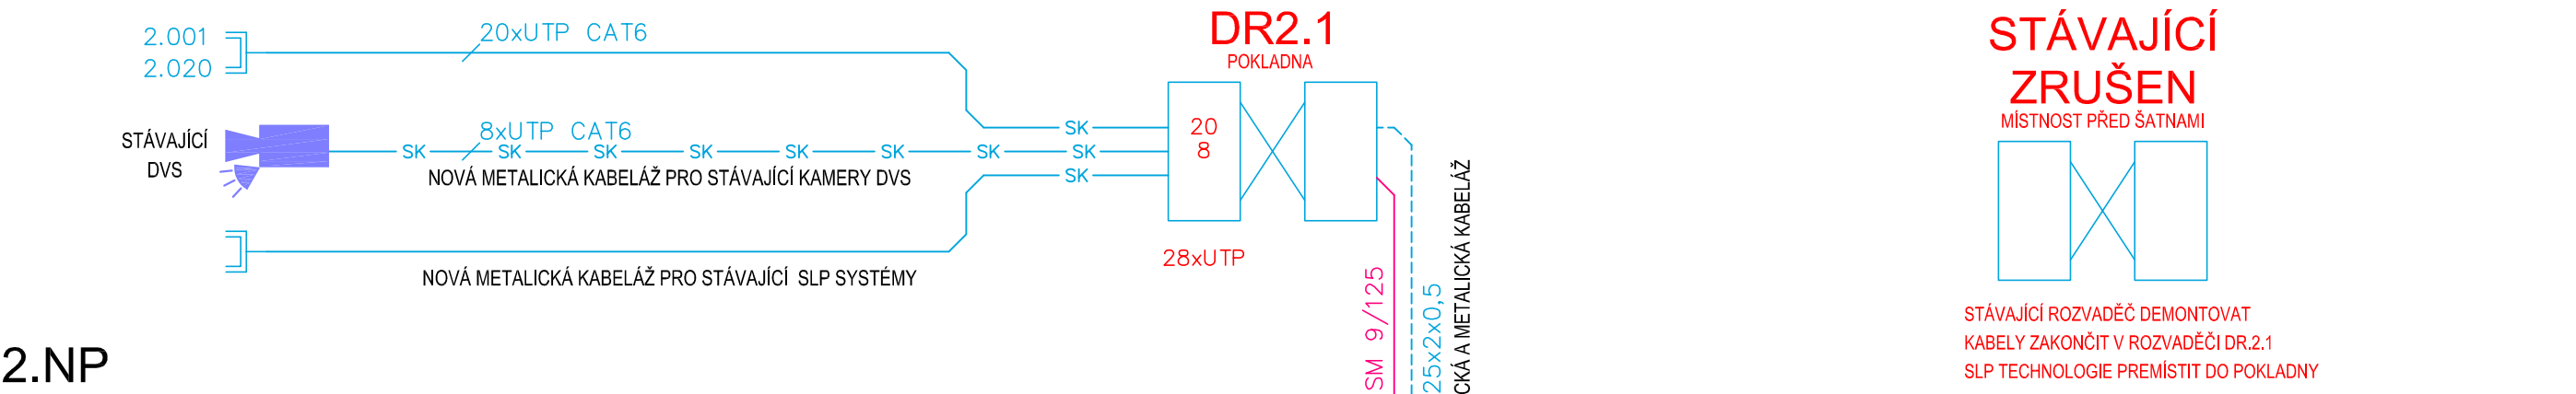 2.001
2.020
20xUTP CAT6
DR2.1
POKLADNA
STÁVAJÍCÍ
ZRUŠEN
MÍSTNOST PŘED ŠATNAMI
STÁVAJÍCÍ
DVS
8xUTP CAT6
SK
SK SK SK SK SK SK SK SK
SK
20
8
NOVÁ METALICKÁ KABELÁŽ PRO STÁVAJÍCÍ KAMERY DVS
28xUTP
NOVÁ METALICKÁ KABELÁŽ PRO STÁVAJÍCÍ SLP SYSTÉMY
SM 9/125
25x2x0,5
CKÁ A METALICKÁ KABELÁŽ
STÁVAJÍCÍ ROZVADĚČ DEMONTOVAT
KABELY ZAKONČIT V ROZVADĚČI DR.2.1
SLP TECHNOLOGIE PREMÍSTIT DO POKLADNY
2.NP